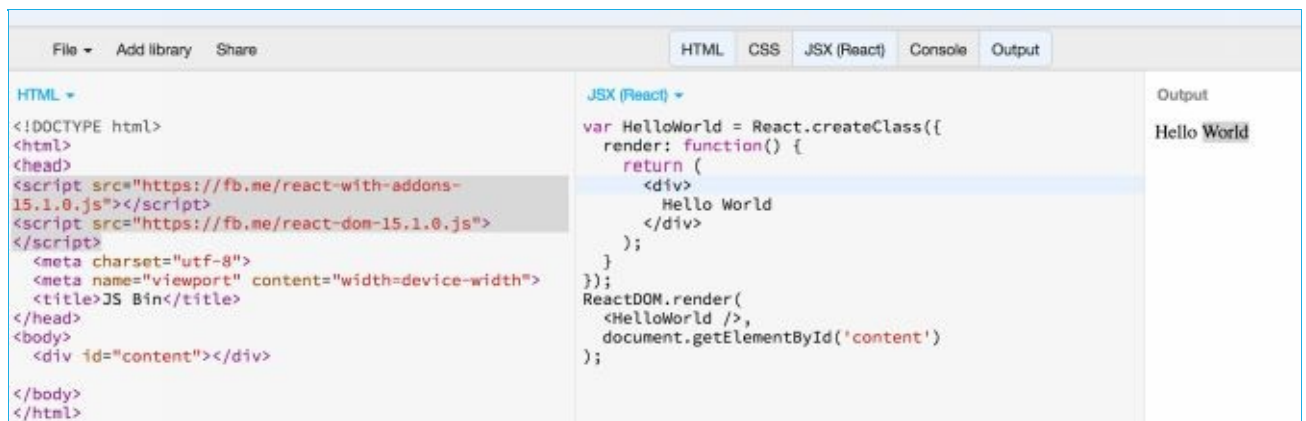 File ▾ Add library Share
HTML CSS JSX (React) Console Output
HTML ▾
<!DOCTYPE html>
<html>
<head>
<script src="https://fb.me/react-with-addons-
15.1.0.js"></script>
<script src="https://fb.me/react-dom-15.1.0.js">
</script>
<meta charset="utf-8">
<meta name="viewport" content="width=device-width">
<title>JS Bin</title>
</head>
<body>
<div id="content"></div>
</body>
</html>
JSX (React) ▾
var HelloWorld = React.createClass({
render: function() {
return (
<div>
Hello World
</div>
);
}
});
ReactDOM.render(
<HelloWorld />,
document.getElementById('content')
);
Output
Hello World